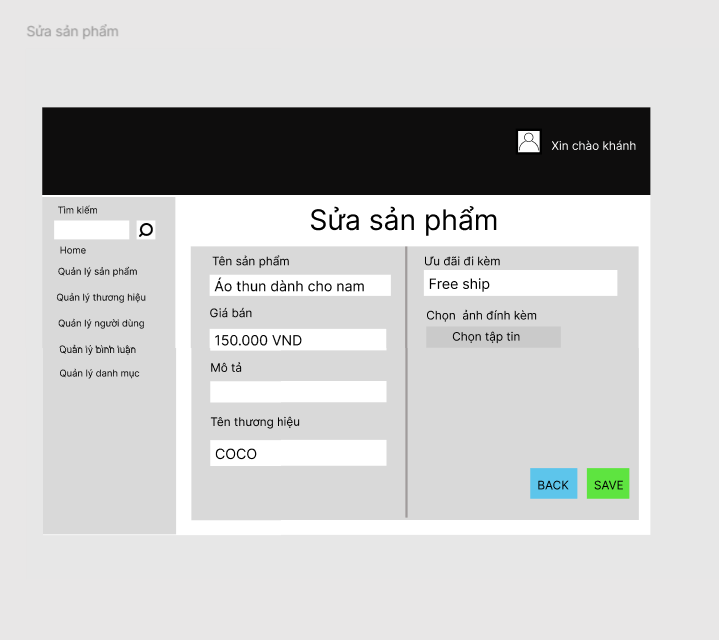 Sửa sản phẩm
Xin chào khánh
Tìm kiếm
Home
Quản lý sản phẩm
Quản lý thương hiệu
Quản lý người dùng
Quản lý bình luận
Quản lý danh mục
Sửa sản phẩm
Tên sản phẩm
Áo thun dành cho nam
Giá bán
150.000 VND
Mô tả
Tên thương hiệu
COCO
Ưu đãi đi kèm
Free ship
Chọn ảnh đính kèm
Chọn tập tin
BACK
SAVE